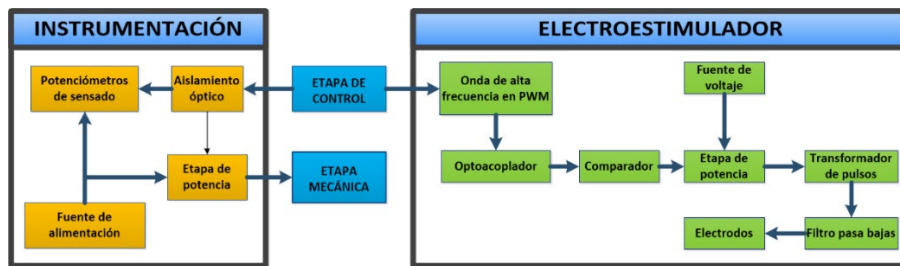 INSTRUMENTACIÓN
Potenciómetros
de sensado
Aislamiento
óptico
Etapa de
potencia
Fuente de
alimentación
ETAPA DE
CONTROL
ETAPA
MECÁNICA
ELECTROESTIMULADOR
Onda de alta
frecuencia en PWM
Fuente de
voltaje
Optoacoplador
Comparador
Etapa de
potencia
Transformador
de pulsos
Electrodos
Filtro pasa bajas